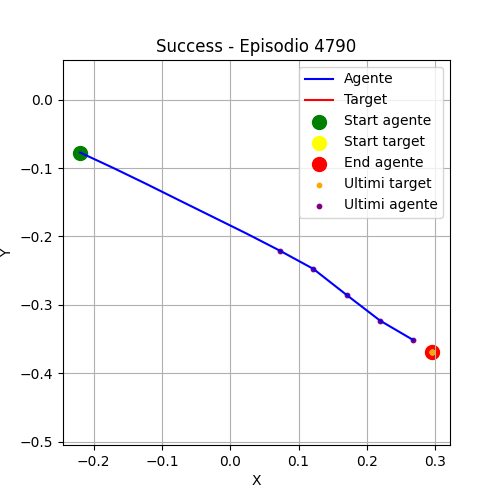 Success - Episodio 4790
Agente
Target
Start agente
Start target
End agente
Ultimi target
Ultimi agente
0.0
−0.1
−0.2
−0.3
−0.4
−0.5
Y
−0.2
−0.1
0.0
0.1
0.2
0.3
X